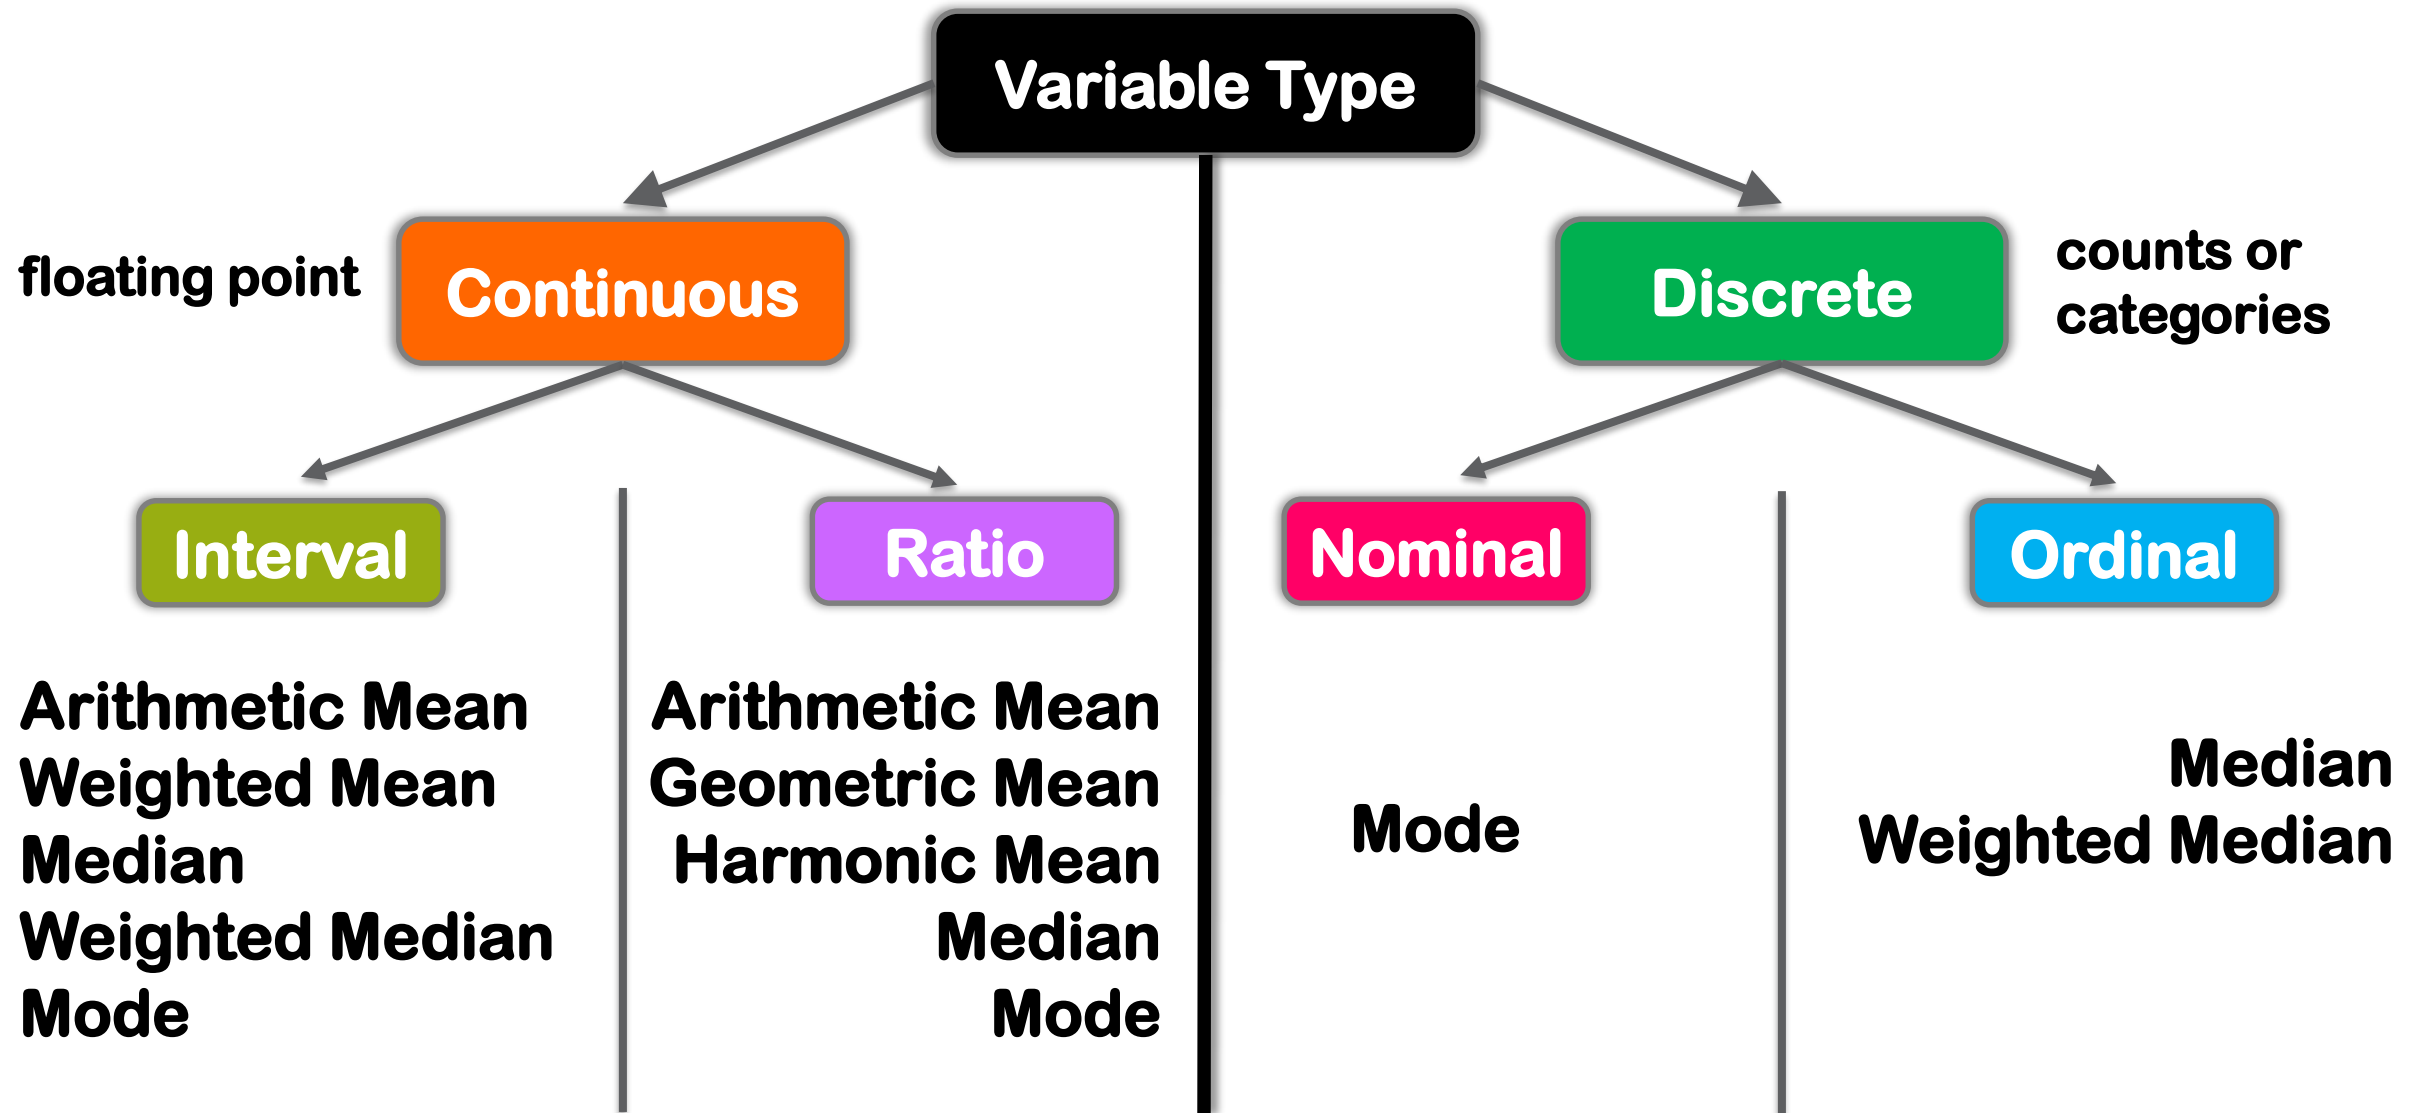 Variable Type
floating point
Continuous
Discrete
counts or
categories
Interval
Ratio
Nominal
Ordinal
Arithmetic Mean
Weighted Mean
Median
Weighted Median
Mode
Arithmetic Mean
Geometric Mean
Harmonic Mean
Median
Mode
Mode
Median
Weighted Median